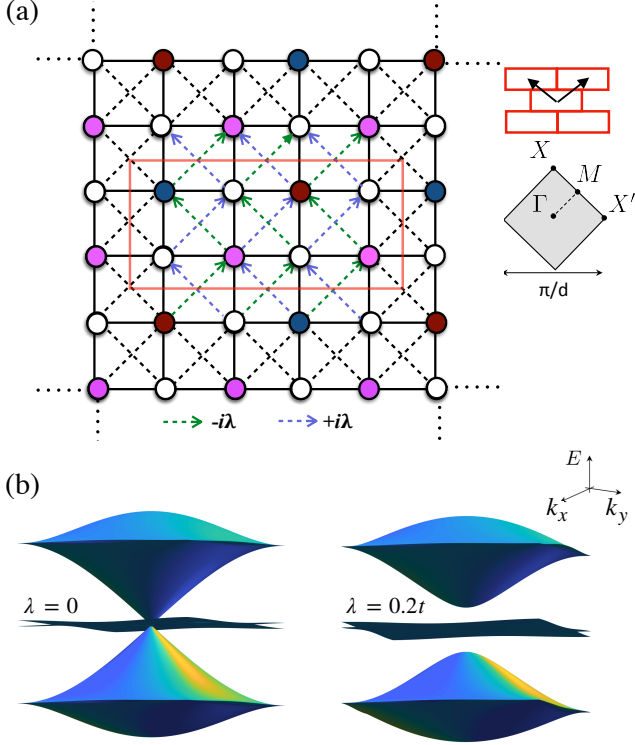 (a)
X
M
Γ
X′
π/d
-iλ
+iλ
(b)
E
k_x
k_y
λ = 0
λ = 0.2t